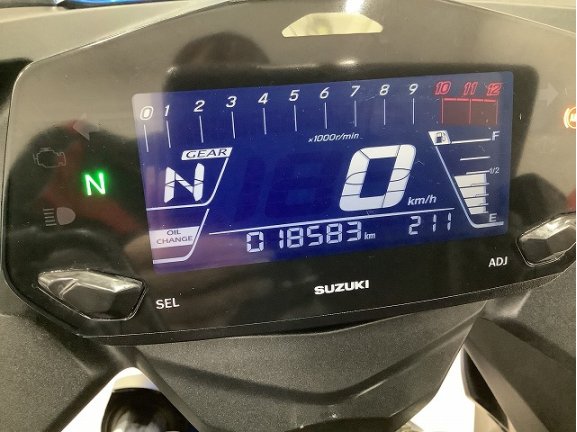 0 1 2 3 4 5 6 7 8 9 10 11 12
×1000r/min
GEAR
N
N
0 km/h
F
1/2
E
OIL
CHANGE
018583 km 211
SEL
SUZUKI
ADJ